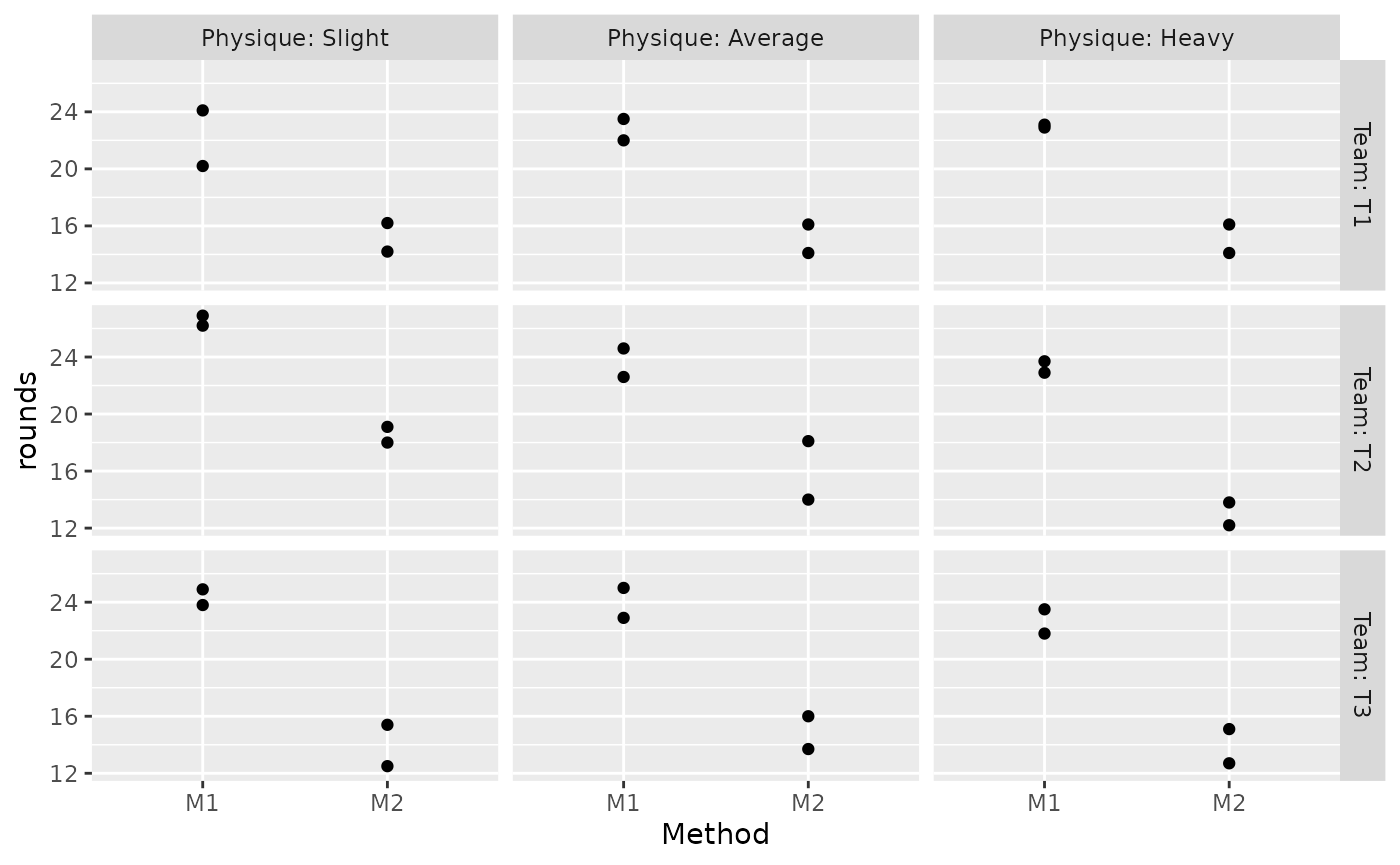 Physique: Slight
Physique: Average
Physique: Heavy
24
20
16
12
Team: T1
rounds
24
20
16
12
Team: T2
24
20
16
12
Team: T3
M1
M2
M1
M2
M1
M2
Method